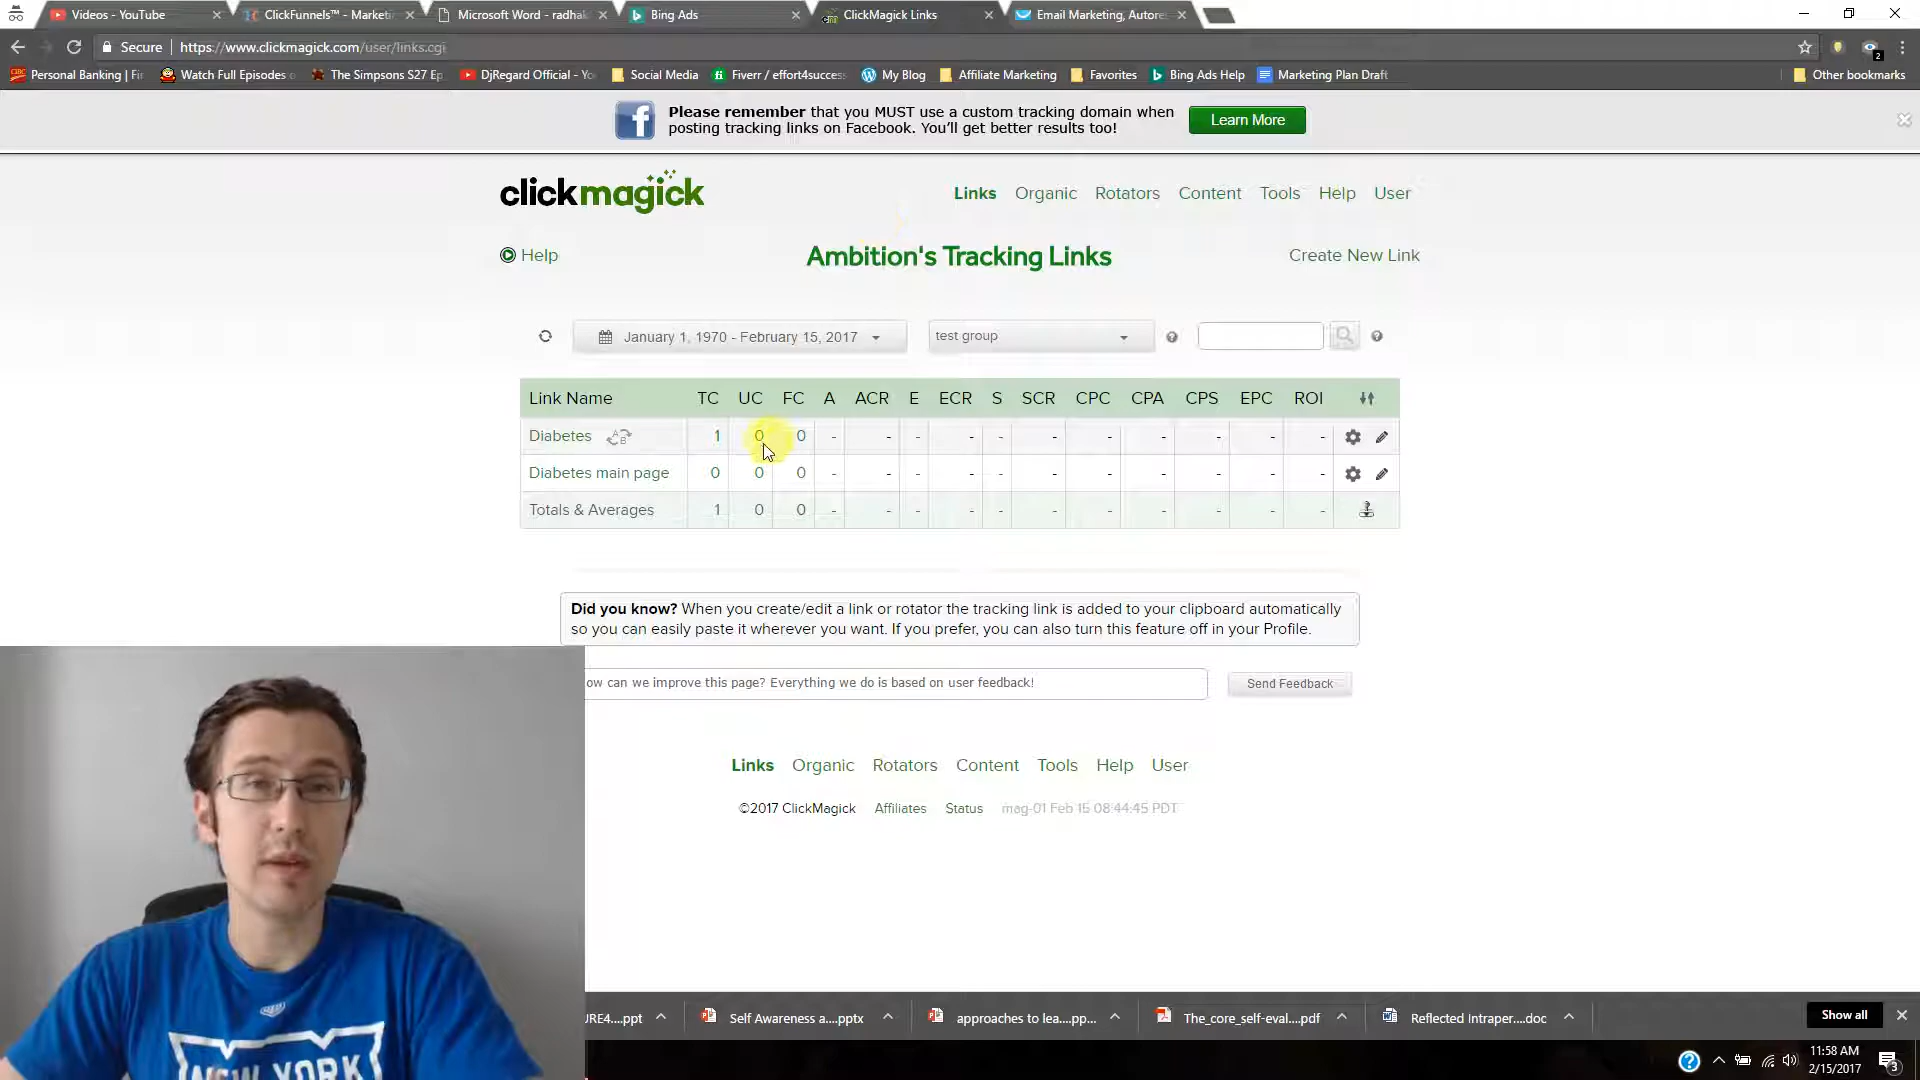 Videos - YouTube
ClickFunnels™ - Marketi
Microsoft Word - radhak
Bing Ads
ClickMagick Links
Email Marketing, Autore
Secure
https://www.clickmagick.com/user/links.cgi
2
Personal Banking | Fi
Watch Full Episodes o
The Simpsons S27 Ep
DjRegard Official - Yo
Social Media
Fiverr / effort4success
My Blog
Affiliate Marketing
Favorites
Bing Ads Help
Marketing Plan Draft
Other bookmarks
Please remember that you MUST use a custom tracking domain when
posting tracking links on Facebook. You'll get better results too!
Learn More
clickmagick
Links Organic Rotators Content Tools Help User
Help
Ambition's Tracking Links
Create New Link
January 1, 1970 - February 15, 2017
test group
Link Name TC UC FC A ACR E ECR S SCR CPC CPA CPS EPC ROI
Diabetes A B 1 0 0 - - - - - - - - - - -
Diabetes main page 0 0 0 - - - - - - - - - - -
Totals & Averages 1 0 0 - - - - - - - - - - -
Did you know? When you create/edit a link or rotator the tracking link is added to your clipboard automatically
so you can easily paste it wherever you want. If you prefer, you can also turn this feature off in your Profile.
ow can we improve this page? Everything we do is based on user feedback!
Send Feedback
Links Organic Rotators Content Tools Help User
©2017 ClickMagick Affiliates Status mag-01 Feb 15 08:44:45 PDT
NEW YORK
URE4....ppt
Self Awareness a....pptx
approaches to lea....pp...
The_core_self-eval....pdf
Reflected Intraper....doc
Show all
11:58 AM
2/15/2017
3